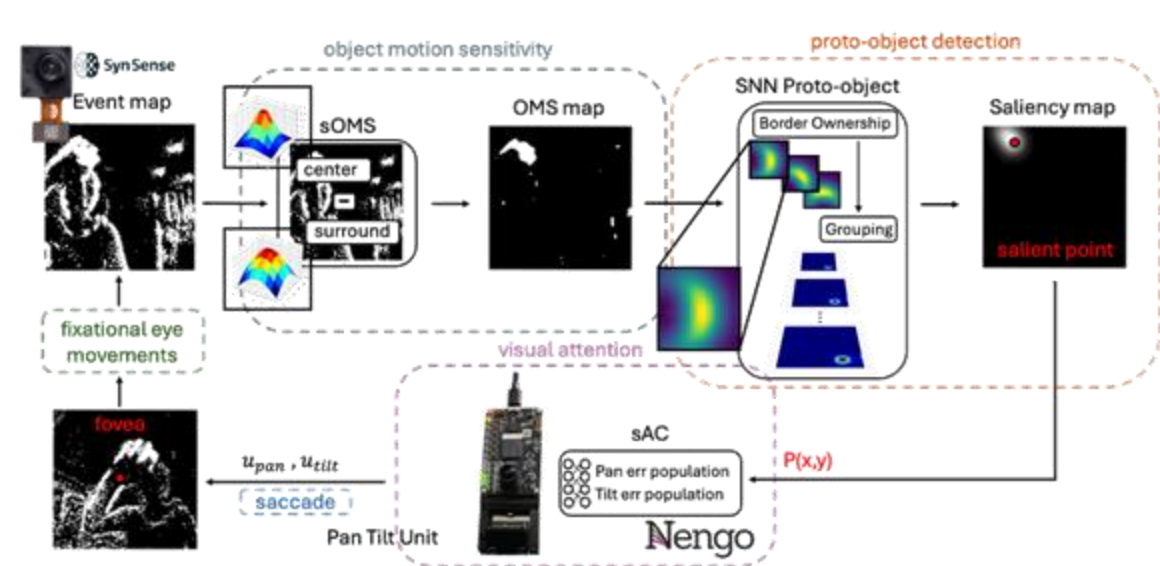 object motion sensitivity
proto-object detection
SynSense
Event map
sOMS
center
surround
OMS map
SNN Proto-object
Border Ownership
Grouping
Saliency map
salient point
fixational eye
movements
visual attention
fovea
u_pan , u_tilt
saccade
Pan Tilt Unit
sAC
Pan err population
Tilt err population
Nengo
P(x,y)